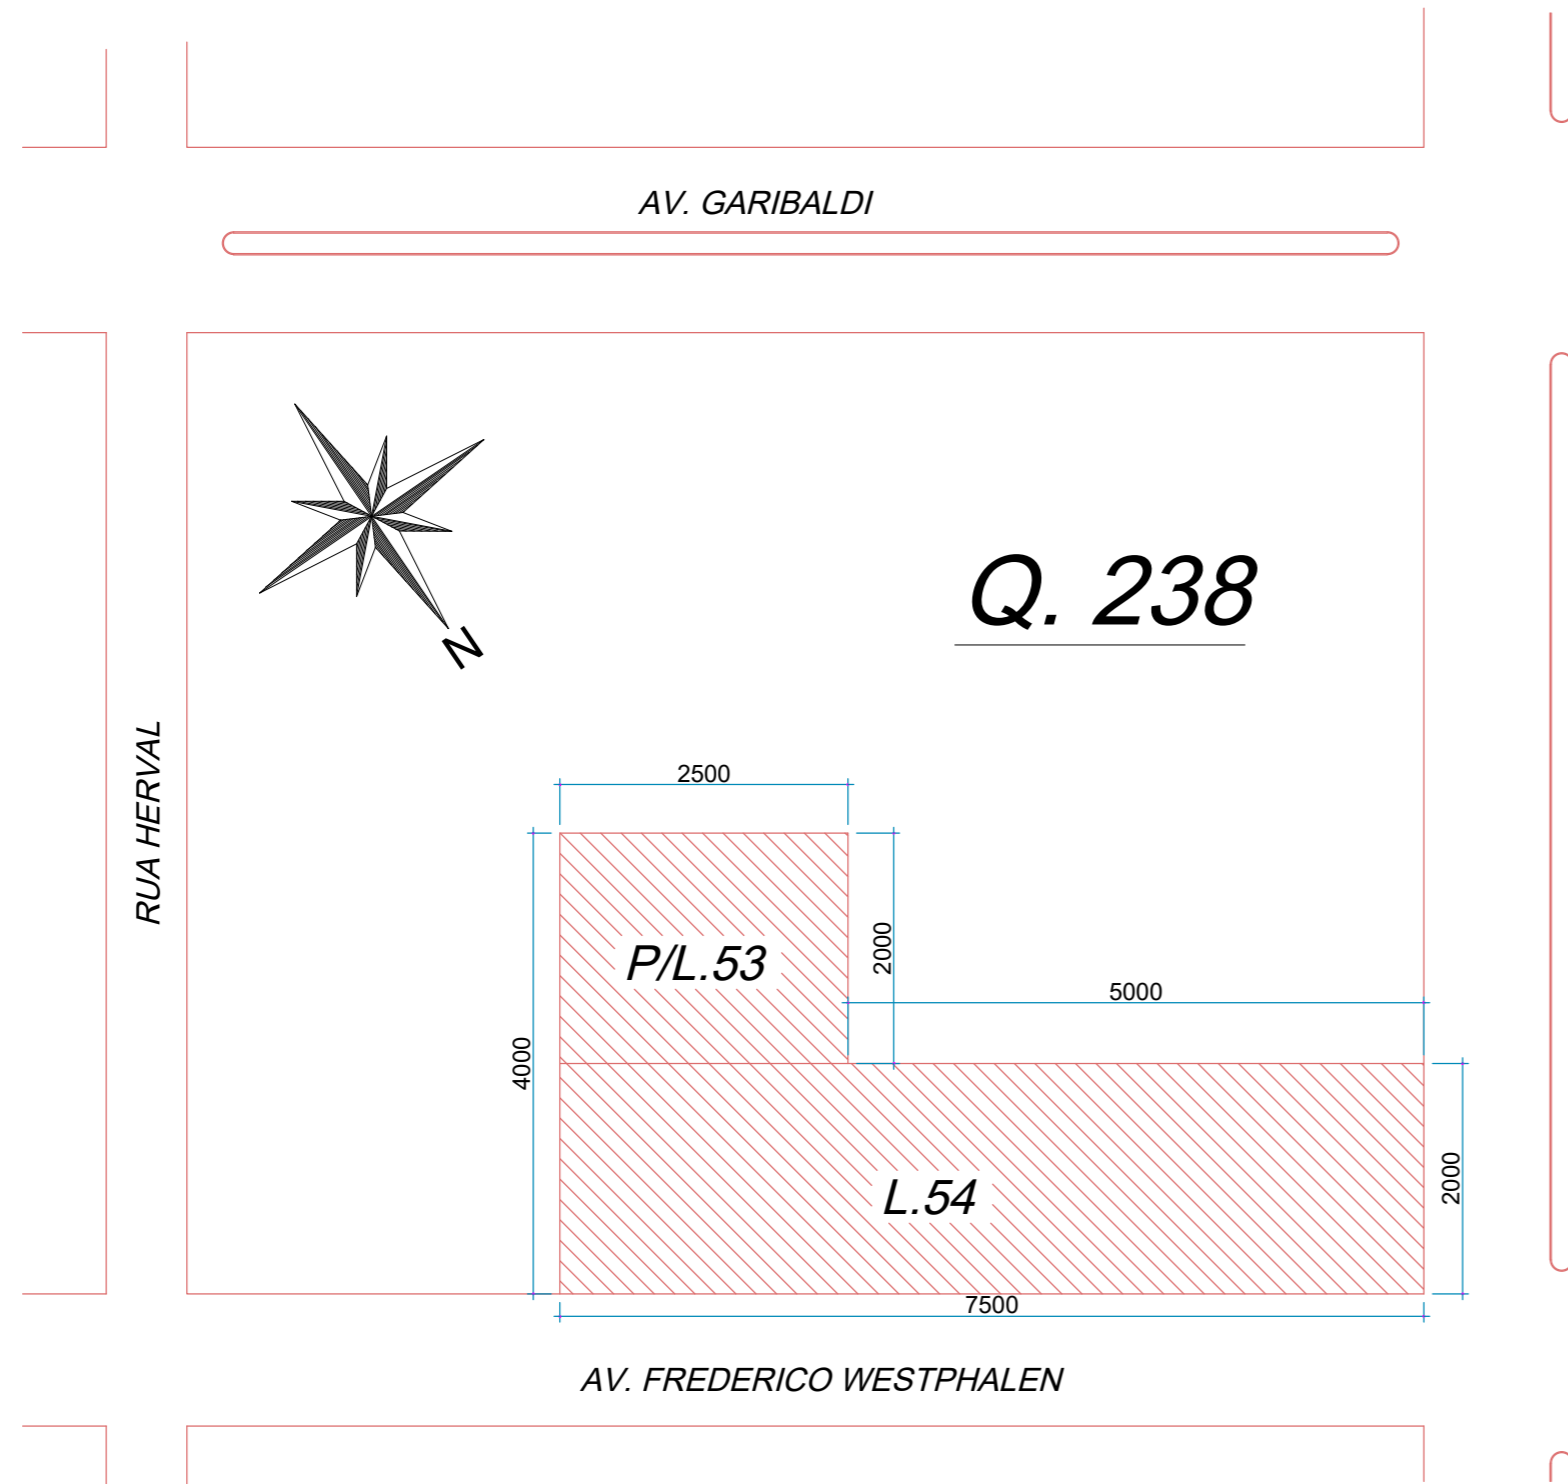 AV. GARIBALDI
Q. 238
N
RUA HERVAL
2500
P/L.53
2000
5000
4000
L.54
2000
7500
AV. FREDERICO WESTPHALEN